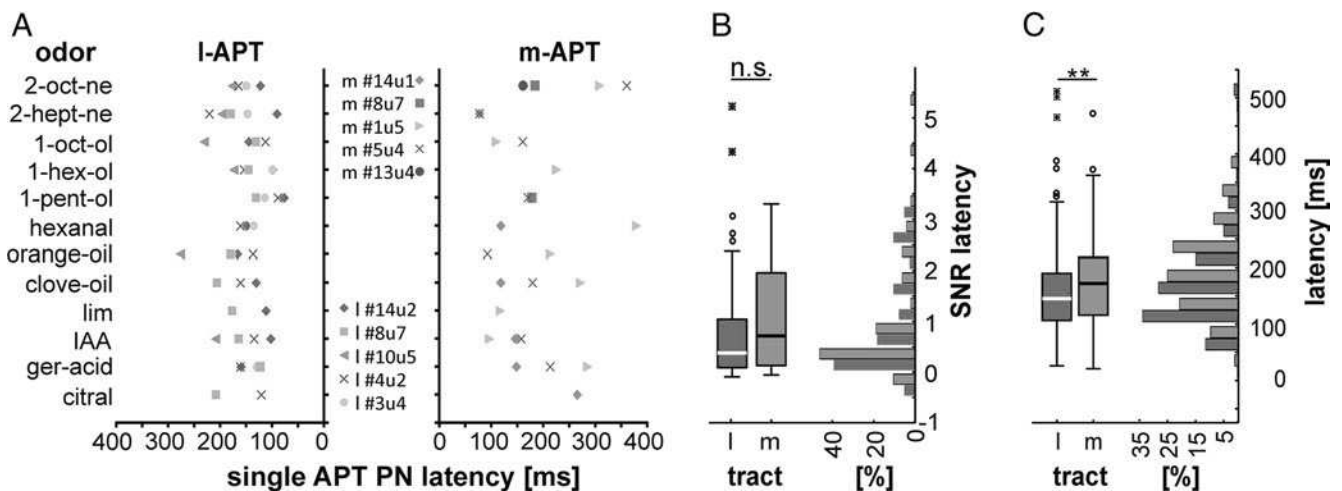 A
odor
l-APT
m-APT
2-oct-ne
2-hept-ne
1-oct-ol
1-hex-ol
1-pent-ol
hexanal
orange-oil
clove-oil
lim
IAA
ger-acid
citral
m #14u1
m #8u7
m #1u5
m #5u4
m #13u4
l #14u2
l #8u7
l #10u5
l #4u2
l #3u4
400 300 200 100 0
0 100 200 300 400
single APT PN latency [ms]
B
n.s.
5
4
3
2
1
0
-1
SNR latency
l m
tract
40 20 0
[%]
C
**
500
400
300
200
100
0
latency [ms]
l m
tract
35 25 15 5
[%]